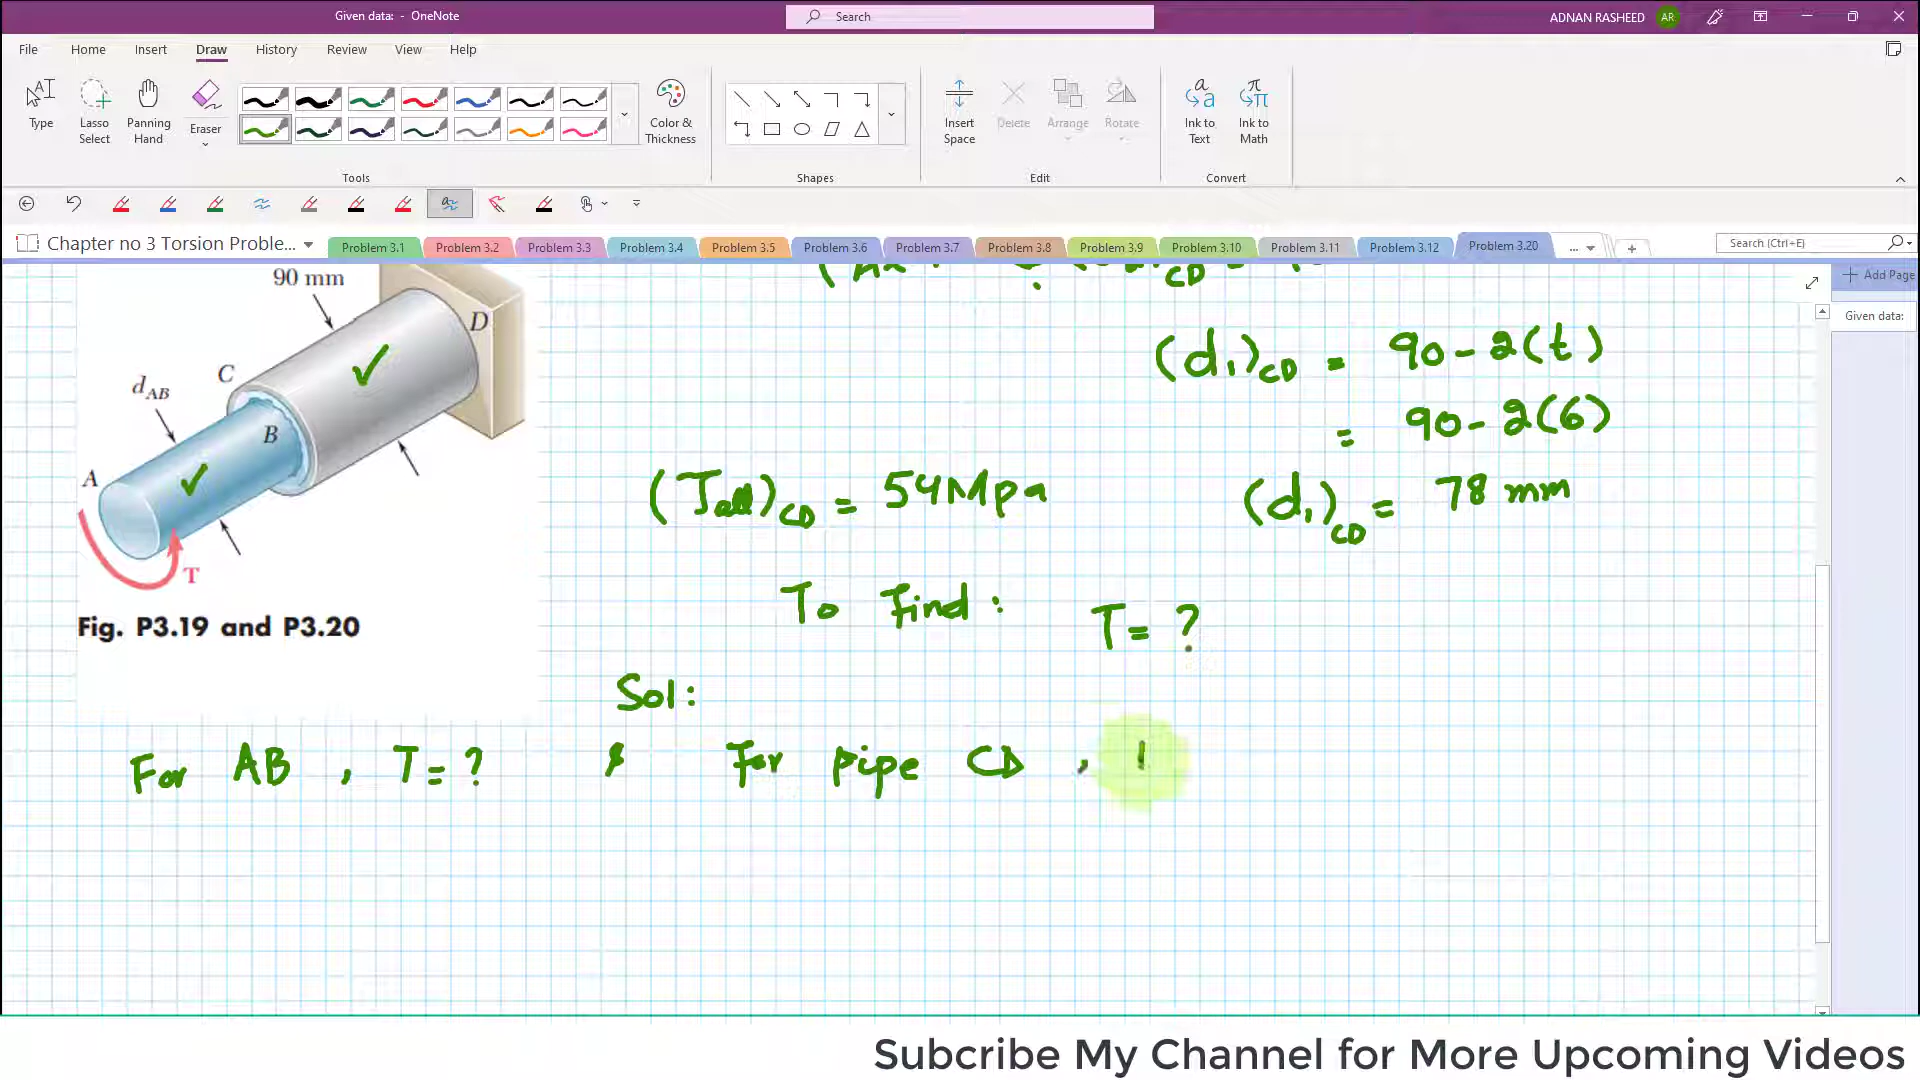 Given data: - OneNote
Search
ADNAN RASHEED
AR
File Home Insert Draw History Review View Help
Type
Lasso Select
Panning Hand
Eraser
Color & Thickness
Insert Space
Delete
Arrange
Rotate
Ink to Text
Ink to Math
Tools
Shapes
Edit
Convert
Chapter no 3 Torsion Proble...
Problem 3.1 Problem 3.2 Problem 3.3 Problem 3.4 Problem 3.5 Problem 3.6 Problem 3.7 Problem 3.8 Problem 3.9 Problem 3.10 Problem 3.11 Problem 3.12 Problem 3.20 ...
Search (Ctrl+E)
Add Page
Given data:
90 mm
D
C
d AB
B
A
T
Fig. P3.19 and P3.20
CD
(d₁)CD = 90 - 2(t)
= 90 - 2(6)
(Tall)CD = 54Mpa
(d₁)CD = 78 mm
To Find: T = ?
Sol:
For AB , T = ? & For pipe CD ,
Subcribe My Channel for More Upcoming Videos